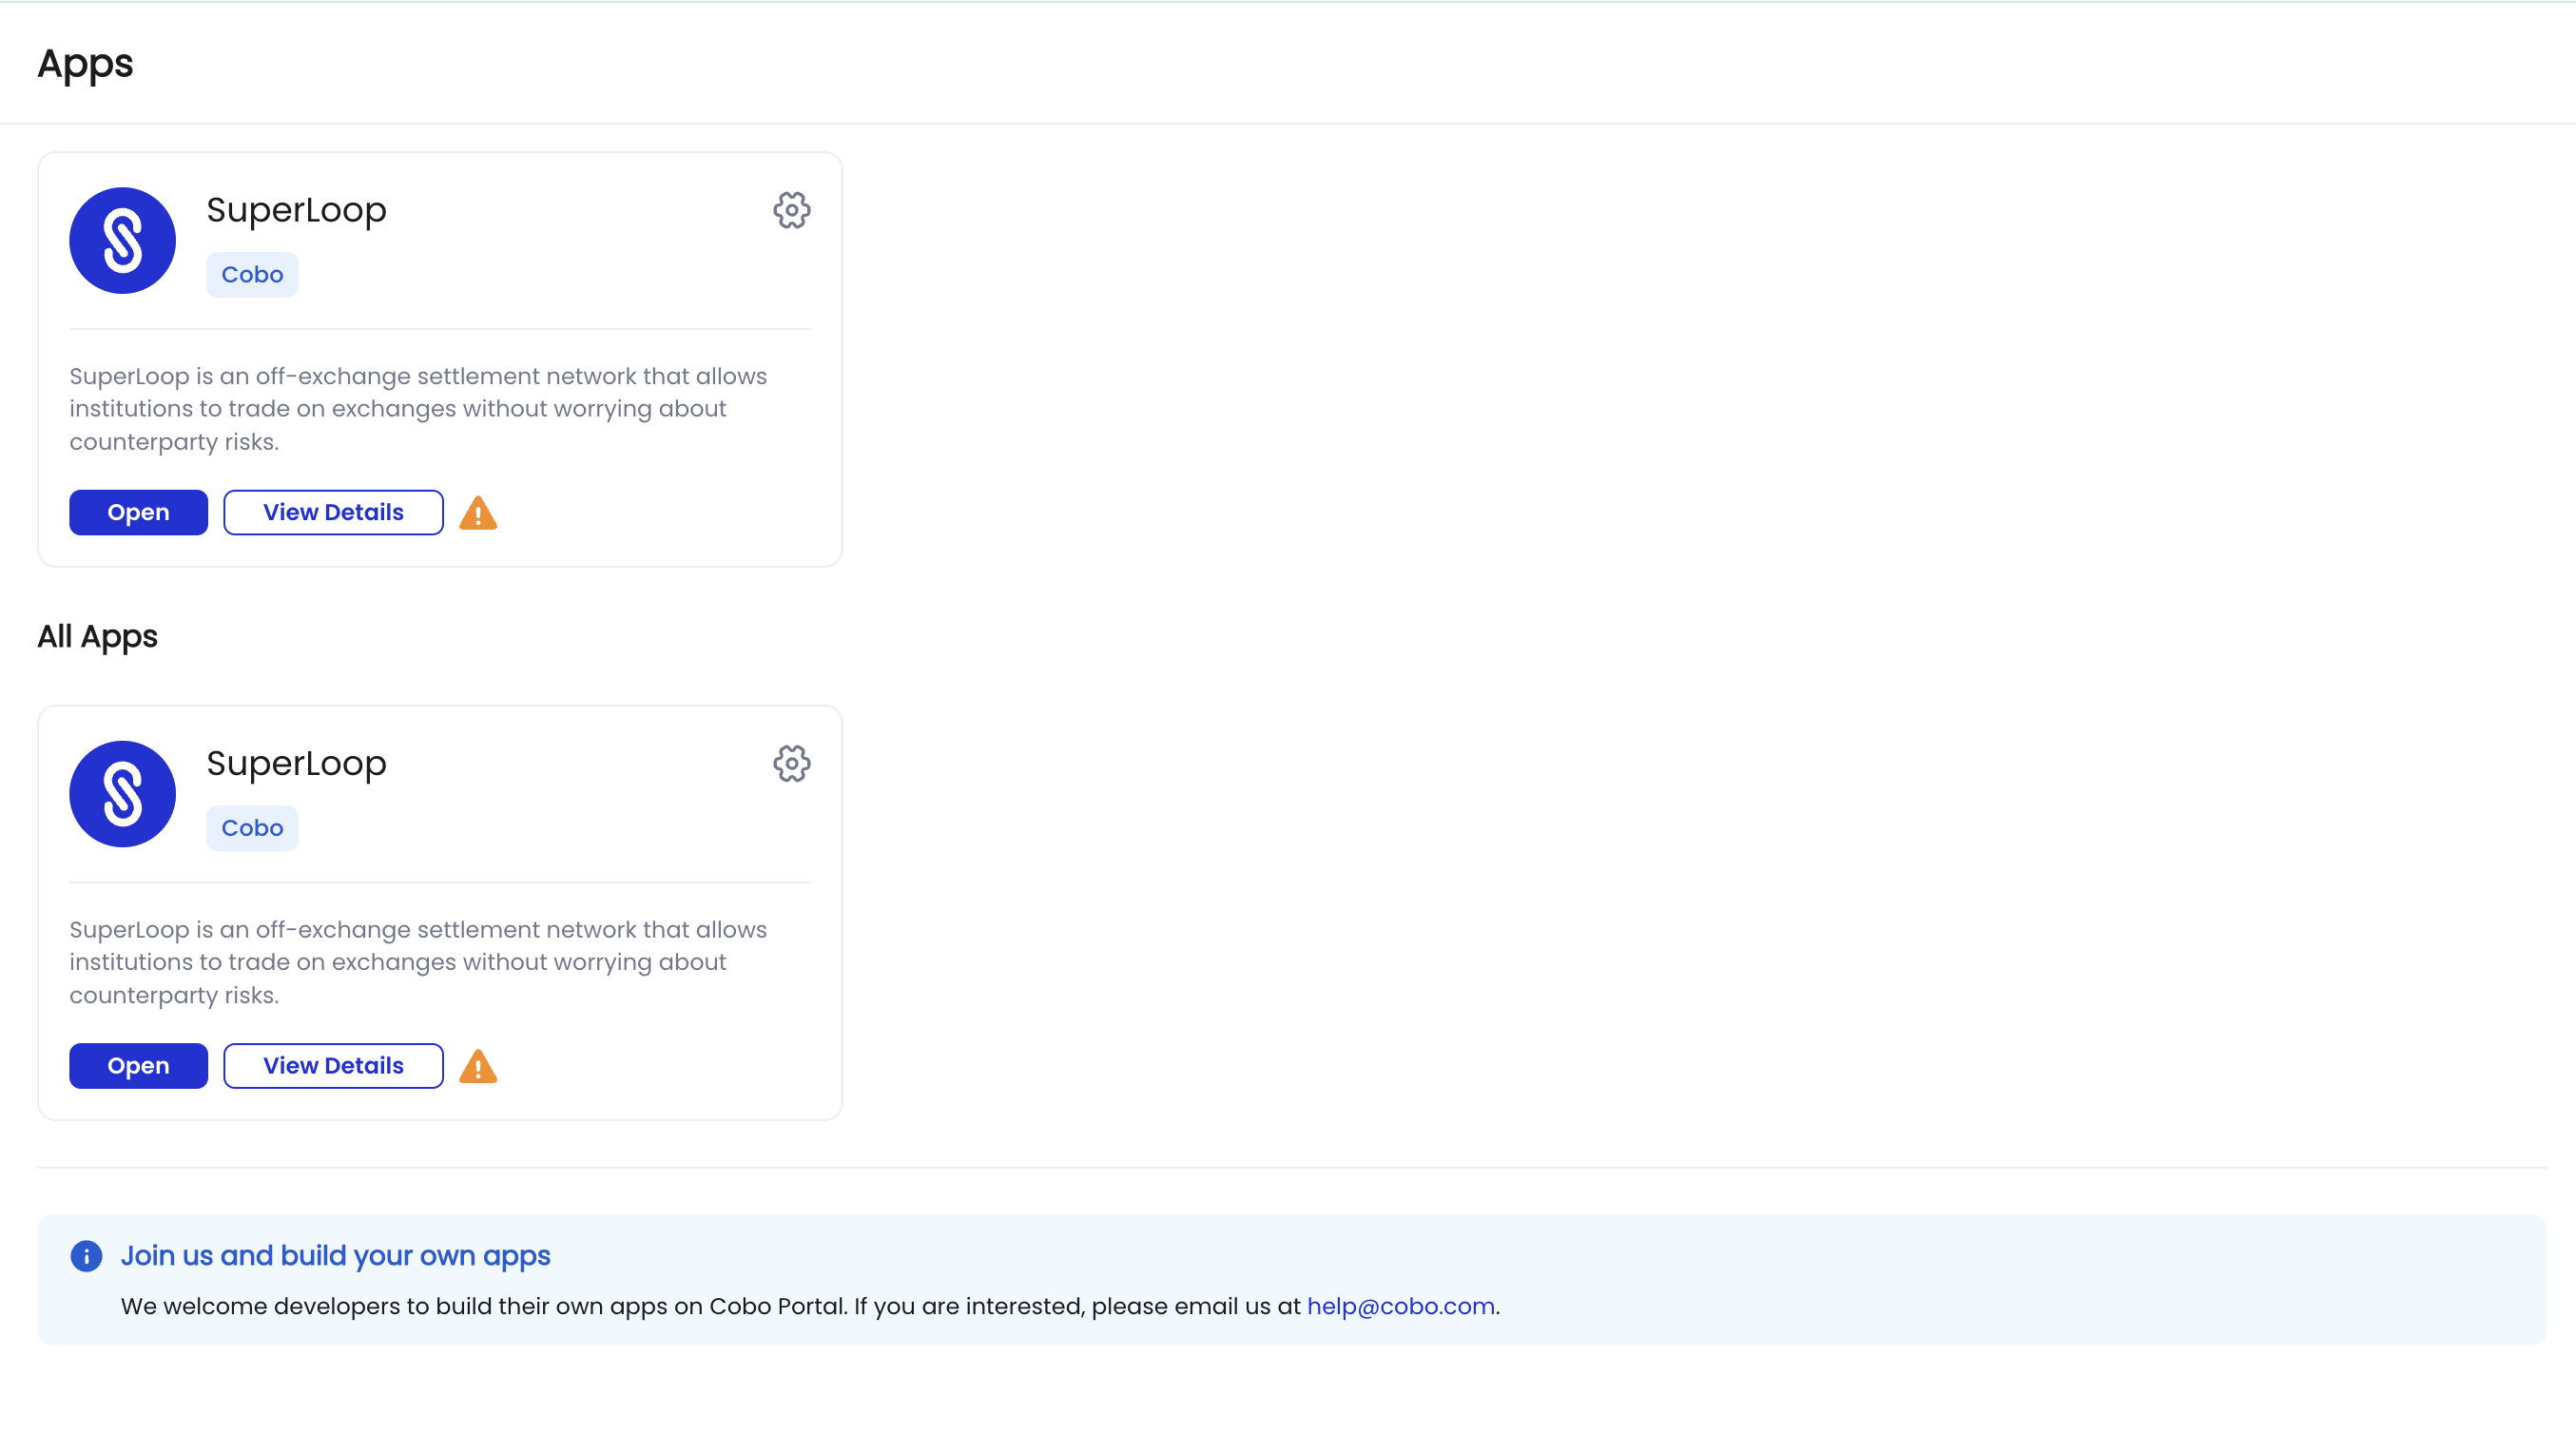 Apps
SuperLoop
Cobo
SuperLoop is an off-exchange settlement network that allows
institutions to trade on exchanges without worrying about
counterparty risks.
Open View Details
All Apps
SuperLoop
Cobo
SuperLoop is an off-exchange settlement network that allows
institutions to trade on exchanges without worrying about
counterparty risks.
Open View Details
Join us and build your own apps
We welcome developers to build their own apps on Cobo Portal. If you are interested, please email us at help@cobo.com.